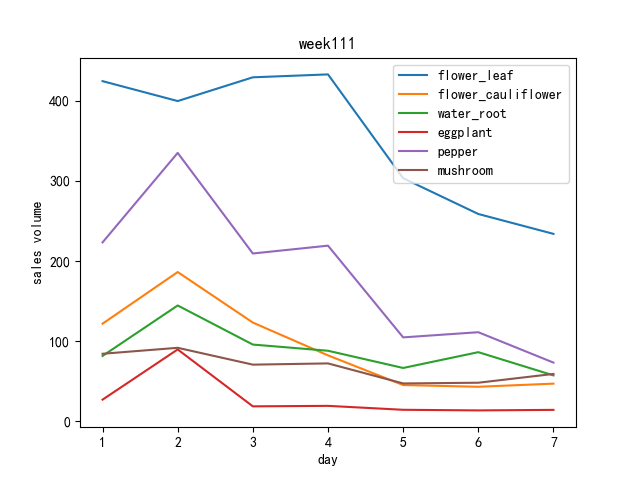 week111
flower_leaf
flower_cauliflower
water_root
eggplant
pepper
mushroom
sales volume
400
300
200
100
0
1 2 3 4 5 6 7
day